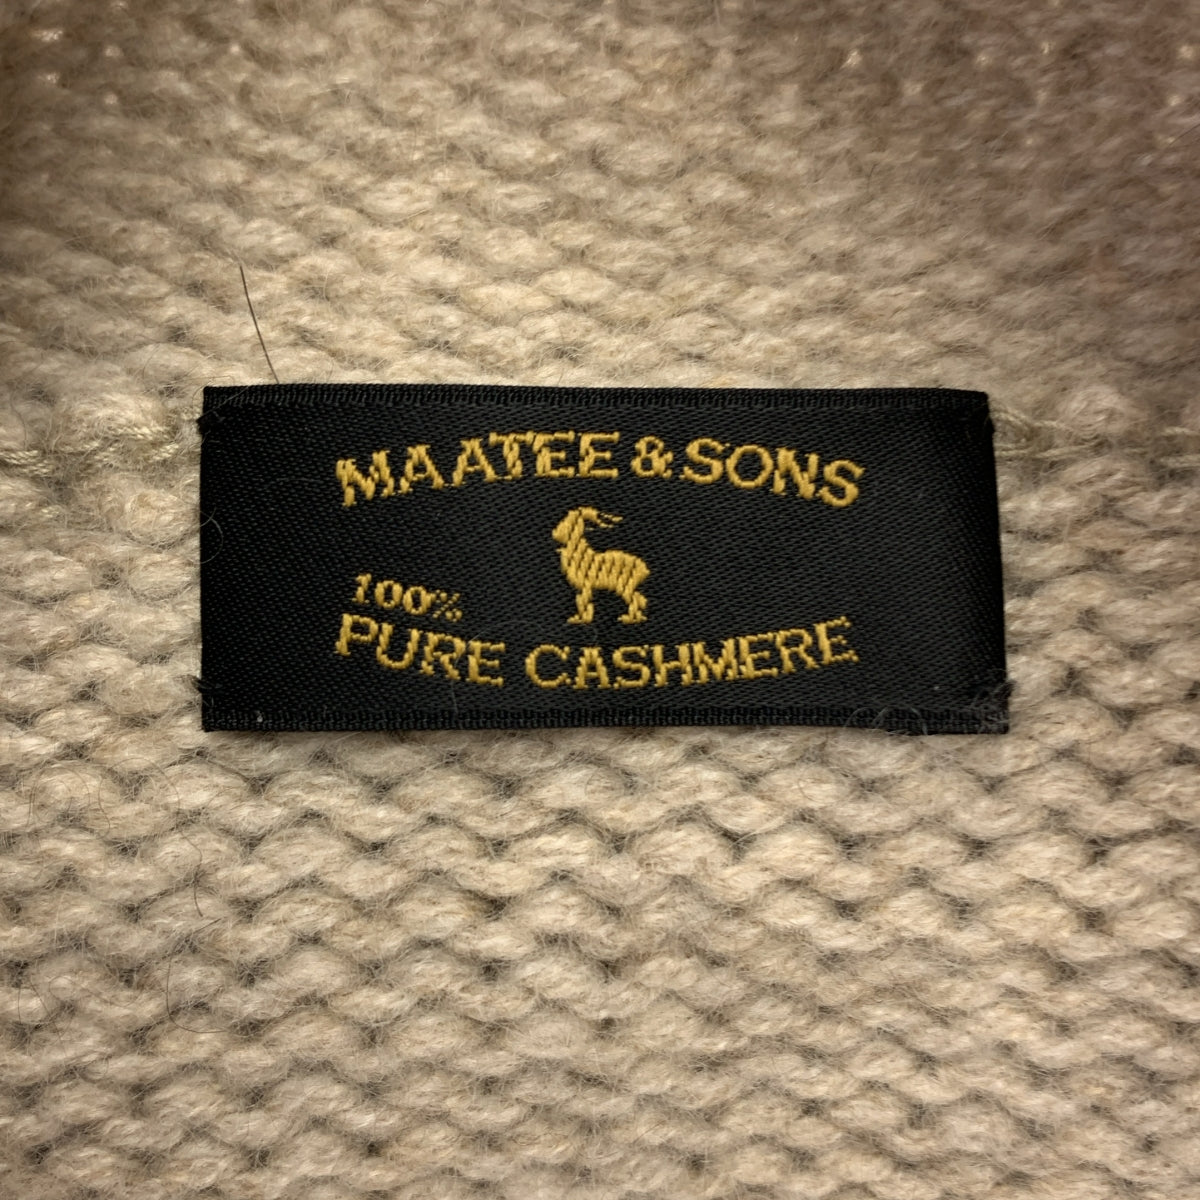 MAATEE & SONS
100%
PURE CASHMERE